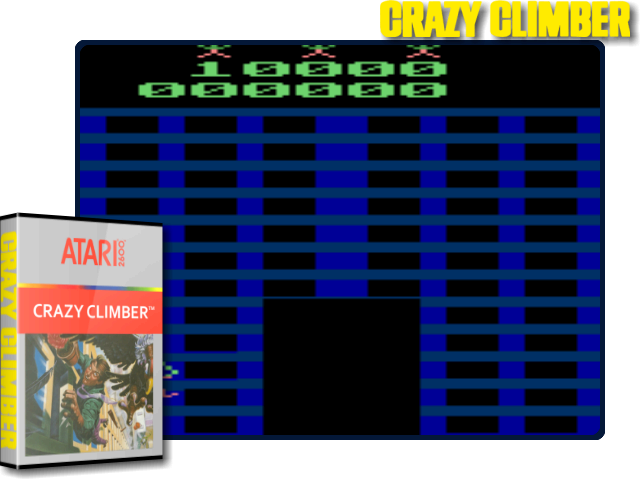 CRAZY CLIMBER
10000
000000
ATARI 2600
CRAZY CLIMBER™
CRAZY CLIMBER